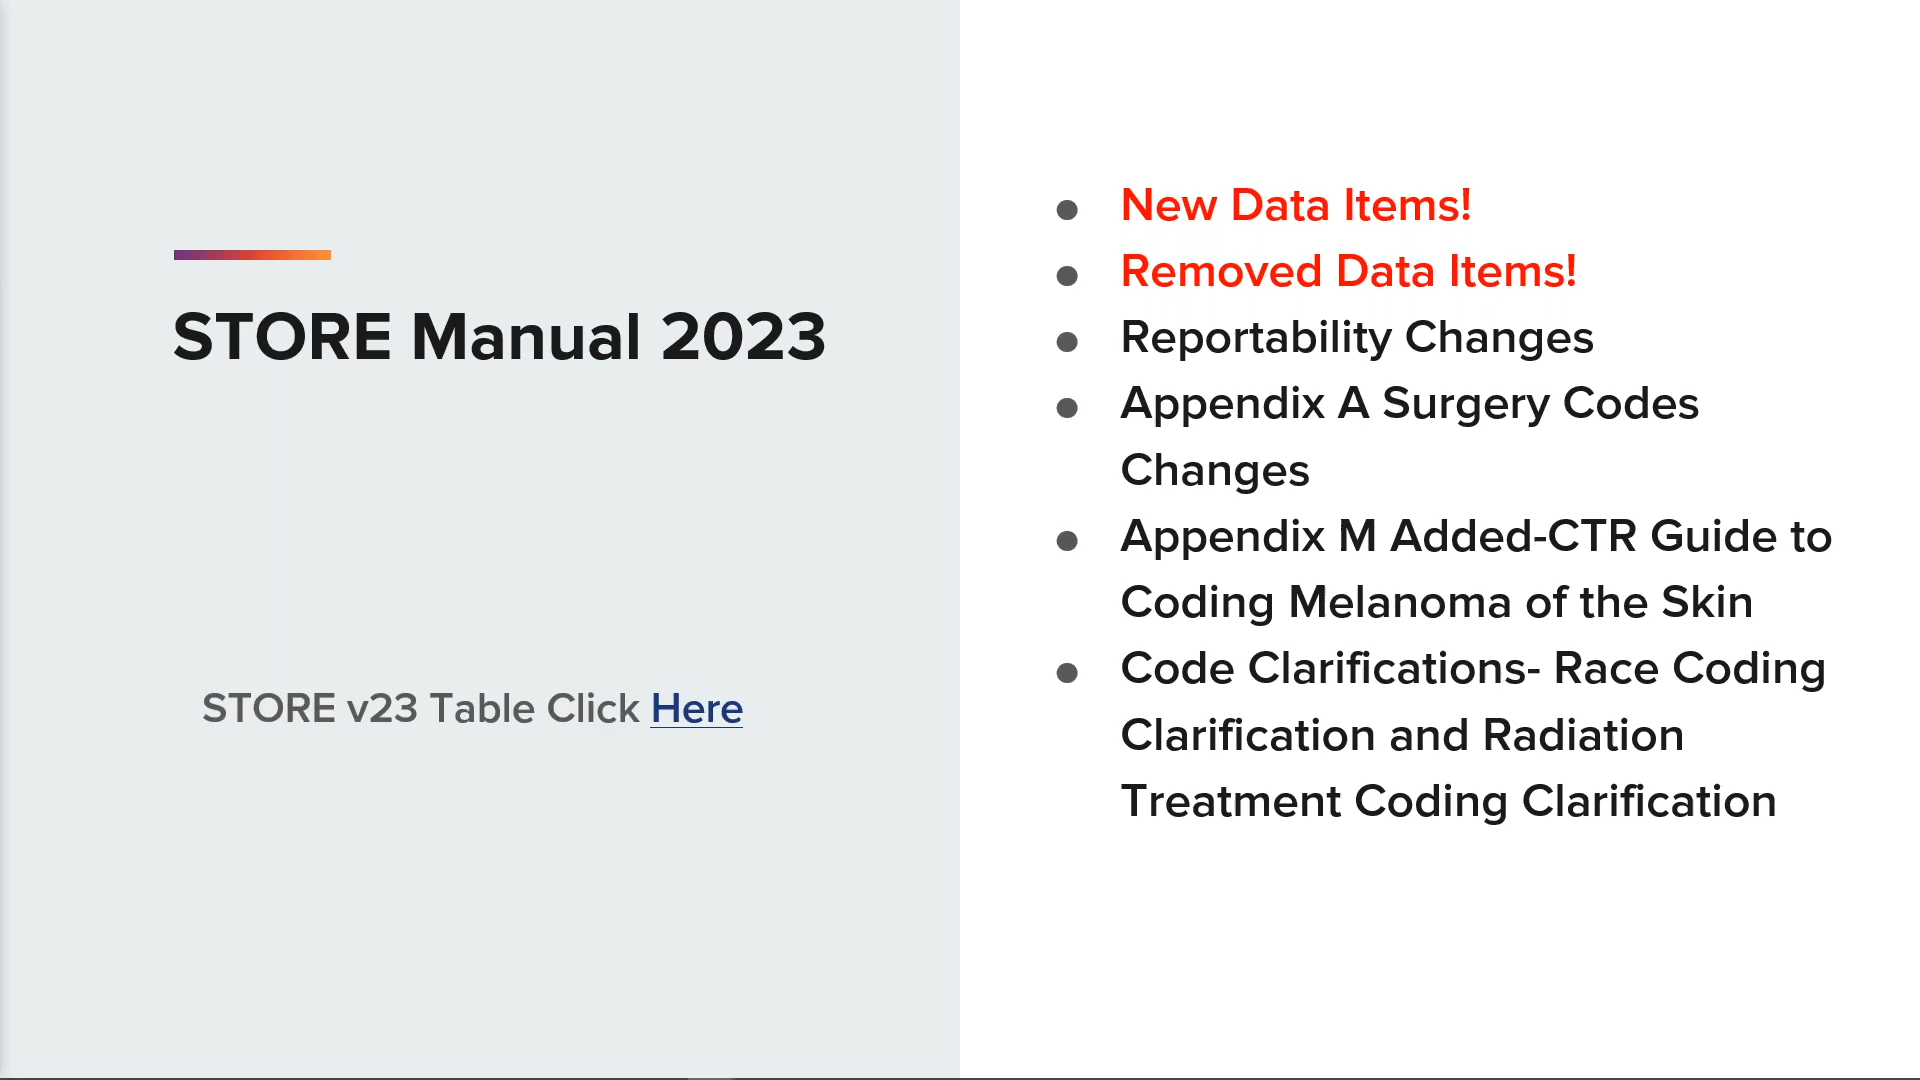 STORE Manual 2023
STORE v23 Table Click Here
● New Data Items!
● Removed Data Items!
● Reportability Changes
● Appendix A Surgery Codes
Changes
● Appendix M Added-CTR Guide to
Coding Melanoma of the Skin
● Code Clarifications- Race Coding
Clarification and Radiation
Treatment Coding Clarification